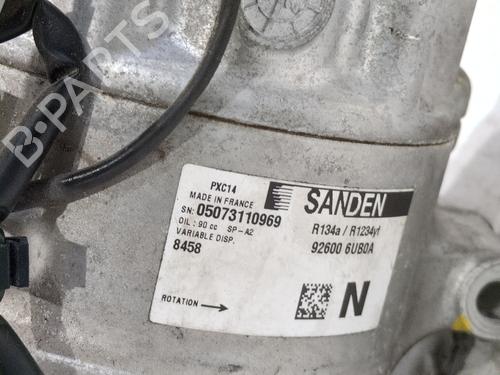 B-PARTS
PXC14
MADE IN FRANCE
SN: 05073110969
OIL : 90 cc SP-A2
VARIABLE DISP.
8458
ROTATION
SANDEN
R134a / R1234yf
92600 6UB0A
N